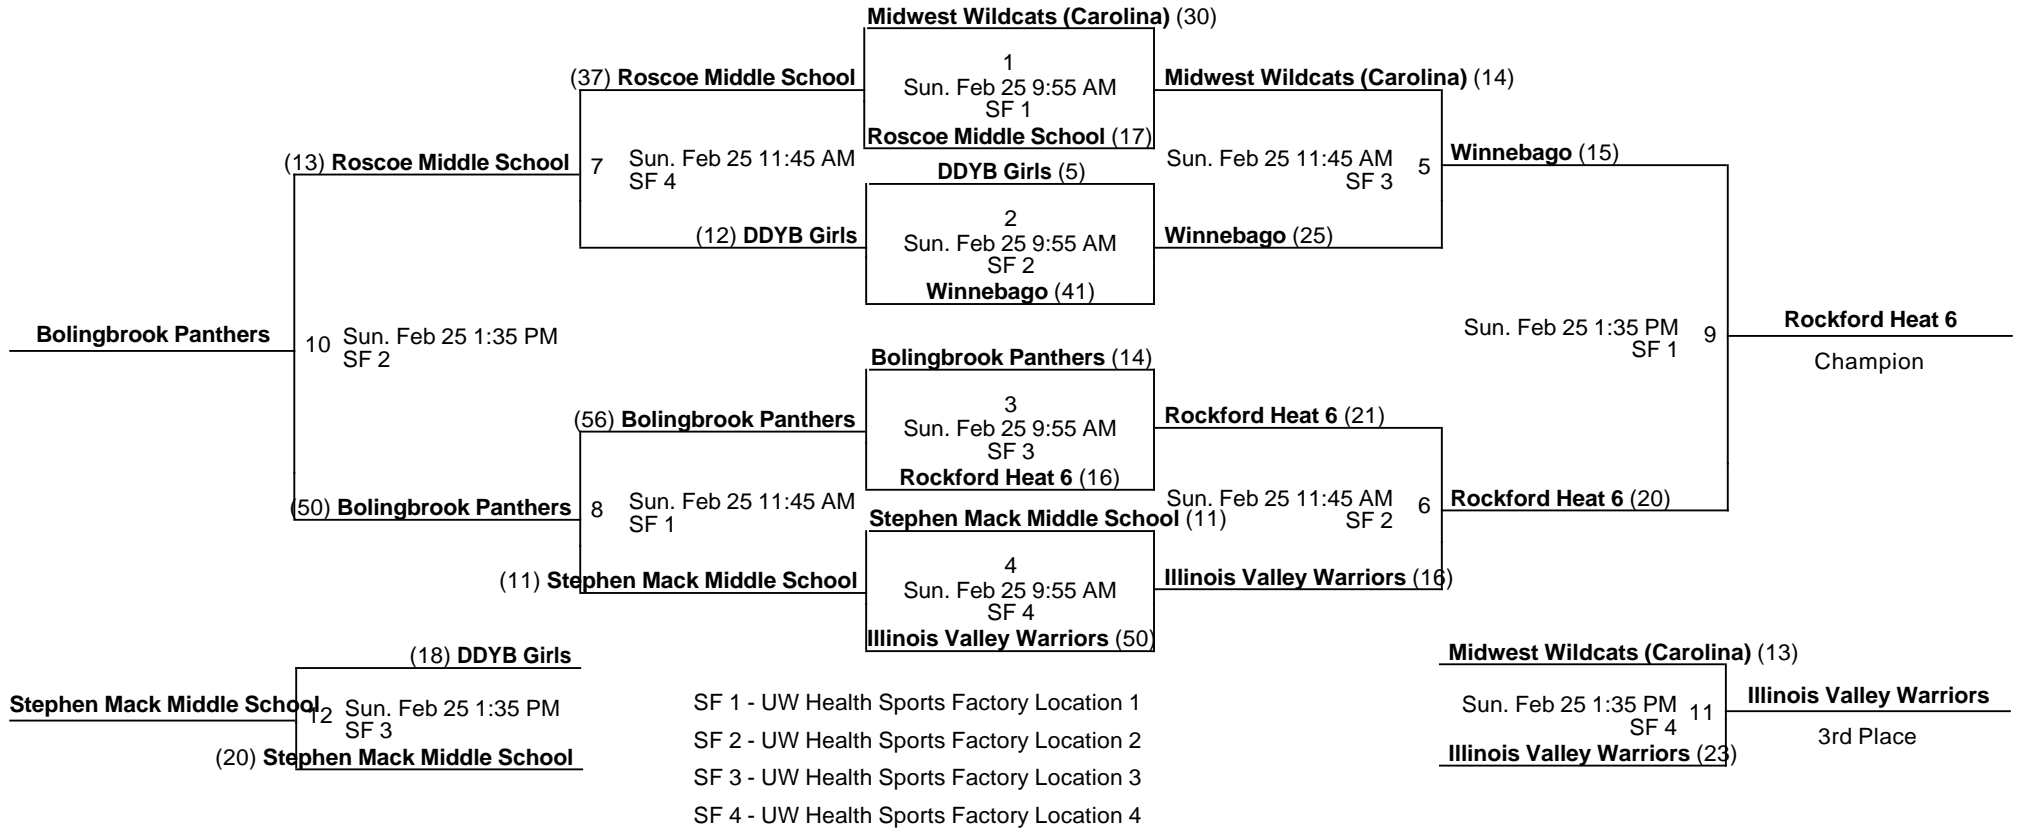 Midwest Wildcats (Carolina) (30)
1
Sun. Feb 25 9:55 AM
SF 1
Roscoe Middle School (17)
(37) Roscoe Middle School
Midwest Wildcats (Carolina) (14)
(13) Roscoe Middle School
7 Sun. Feb 25 11:45 AM
SF 4
DDYB Girls (5)
Sun. Feb 25 11:45 AM 5
SF 3
Winnebago (15)
2
Sun. Feb 25 9:55 AM
SF 2
Winnebago (41)
(12) DDYB Girls
Winnebago (25)
Bolingbrook Panthers
10 Sun. Feb 25 1:35 PM
SF 2
Sun. Feb 25 1:35 PM 9
SF 1
Rockford Heat 6
Champion
Bolingbrook Panthers (14)
3
Sun. Feb 25 9:55 AM
SF 3
Rockford Heat 6 (16)
(56) Bolingbrook Panthers
Rockford Heat 6 (21)
(50) Bolingbrook Panthers
8 Sun. Feb 25 11:45 AM
SF 1
Stephen Mack Middle School (11)
Sun. Feb 25 11:45 AM 6
SF 2
Rockford Heat 6 (20)
4
Sun. Feb 25 9:55 AM
SF 4
Illinois Valley Warriors (50)
(11) Stephen Mack Middle School
Illinois Valley Warriors (16)
(18) DDYB Girls
Stephen Mack Middle School
12 Sun. Feb 25 1:35 PM
SF 3
(20) Stephen Mack Middle School
SF 1 - UW Health Sports Factory Location 1
SF 2 - UW Health Sports Factory Location 2
SF 3 - UW Health Sports Factory Location 3
SF 4 - UW Health Sports Factory Location 4
Midwest Wildcats (Carolina) (13)
Sun. Feb 25 1:35 PM 11
SF 4
Illinois Valley Warriors (23)
Illinois Valley Warriors
3rd Place